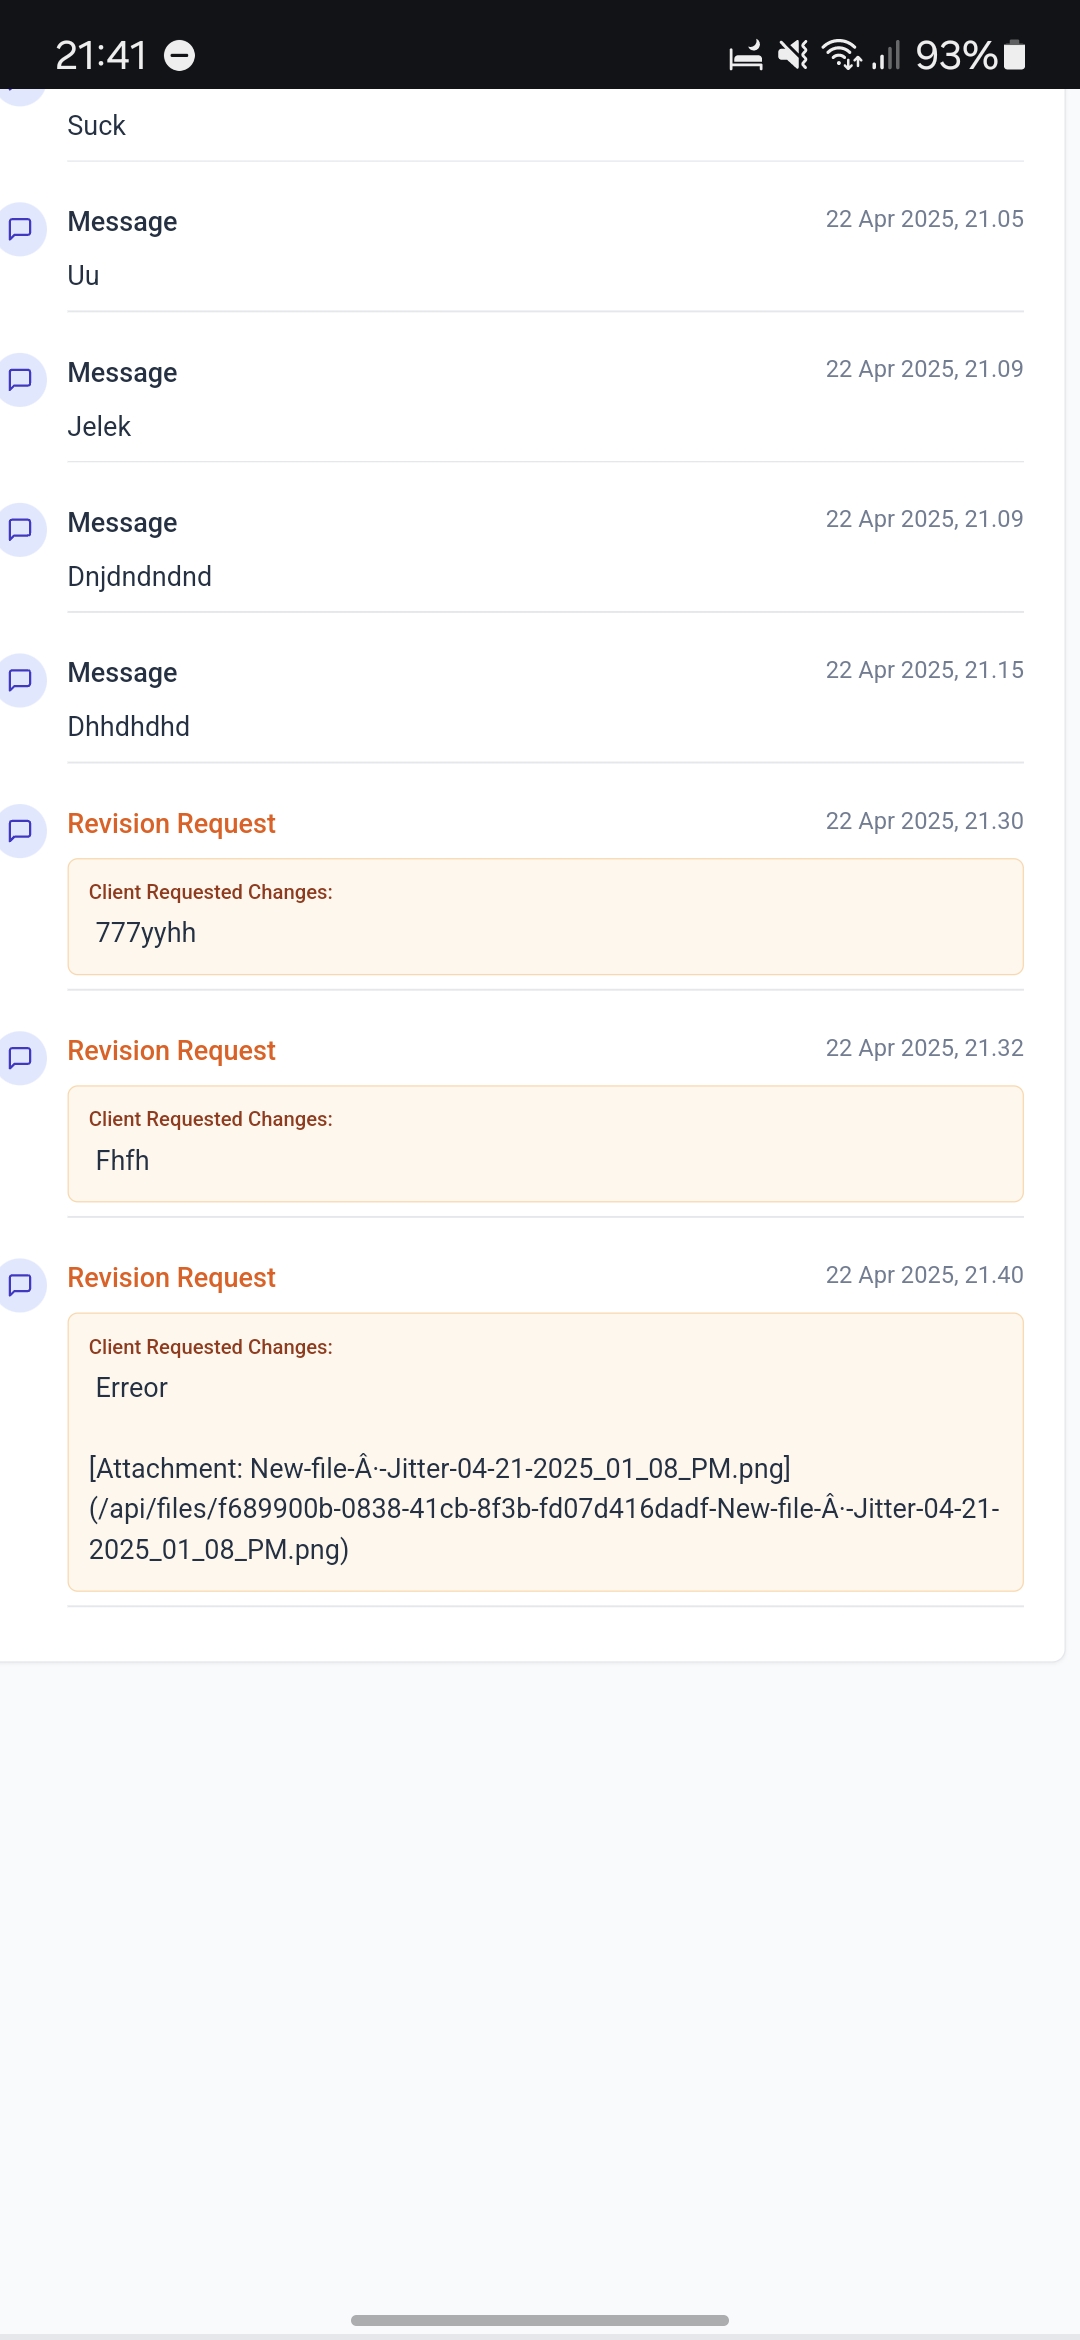 21:41
93%
Suck
Message
22 Apr 2025, 21.05
Uu
Message
22 Apr 2025, 21.09
Jelek
Message
22 Apr 2025, 21.09
Dnjdndndnd
Message
22 Apr 2025, 21.15
Dhhdhdhd
Revision Request
22 Apr 2025, 21.30
Client Requested Changes:
777yyhh
Revision Request
22 Apr 2025, 21.32
Client Requested Changes:
Fhfh
Revision Request
22 Apr 2025, 21.40
Client Requested Changes:
Erreor
[Attachment: New-file-Â·-Jitter-04-21-2025_01_08_PM.png]
(/api/files/f689900b-0838-41cb-8f3b-fd07d416dadf-New-file-Â·-Jitter-04-21-
2025_01_08_PM.png)